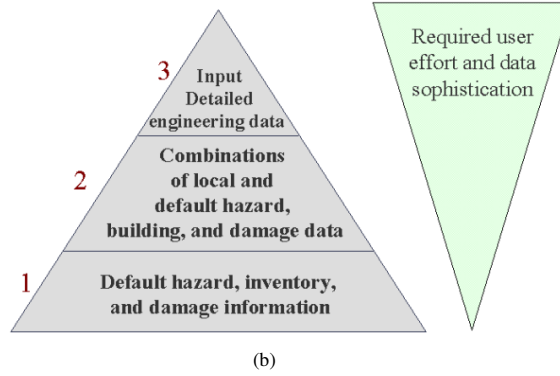 3
Input
Detailed
engineering data
2
Combinations
of local and
default hazard,
building, and damage data
1
Default hazard, inventory,
and damage information
Required user
effort and data
sophistication
(b)